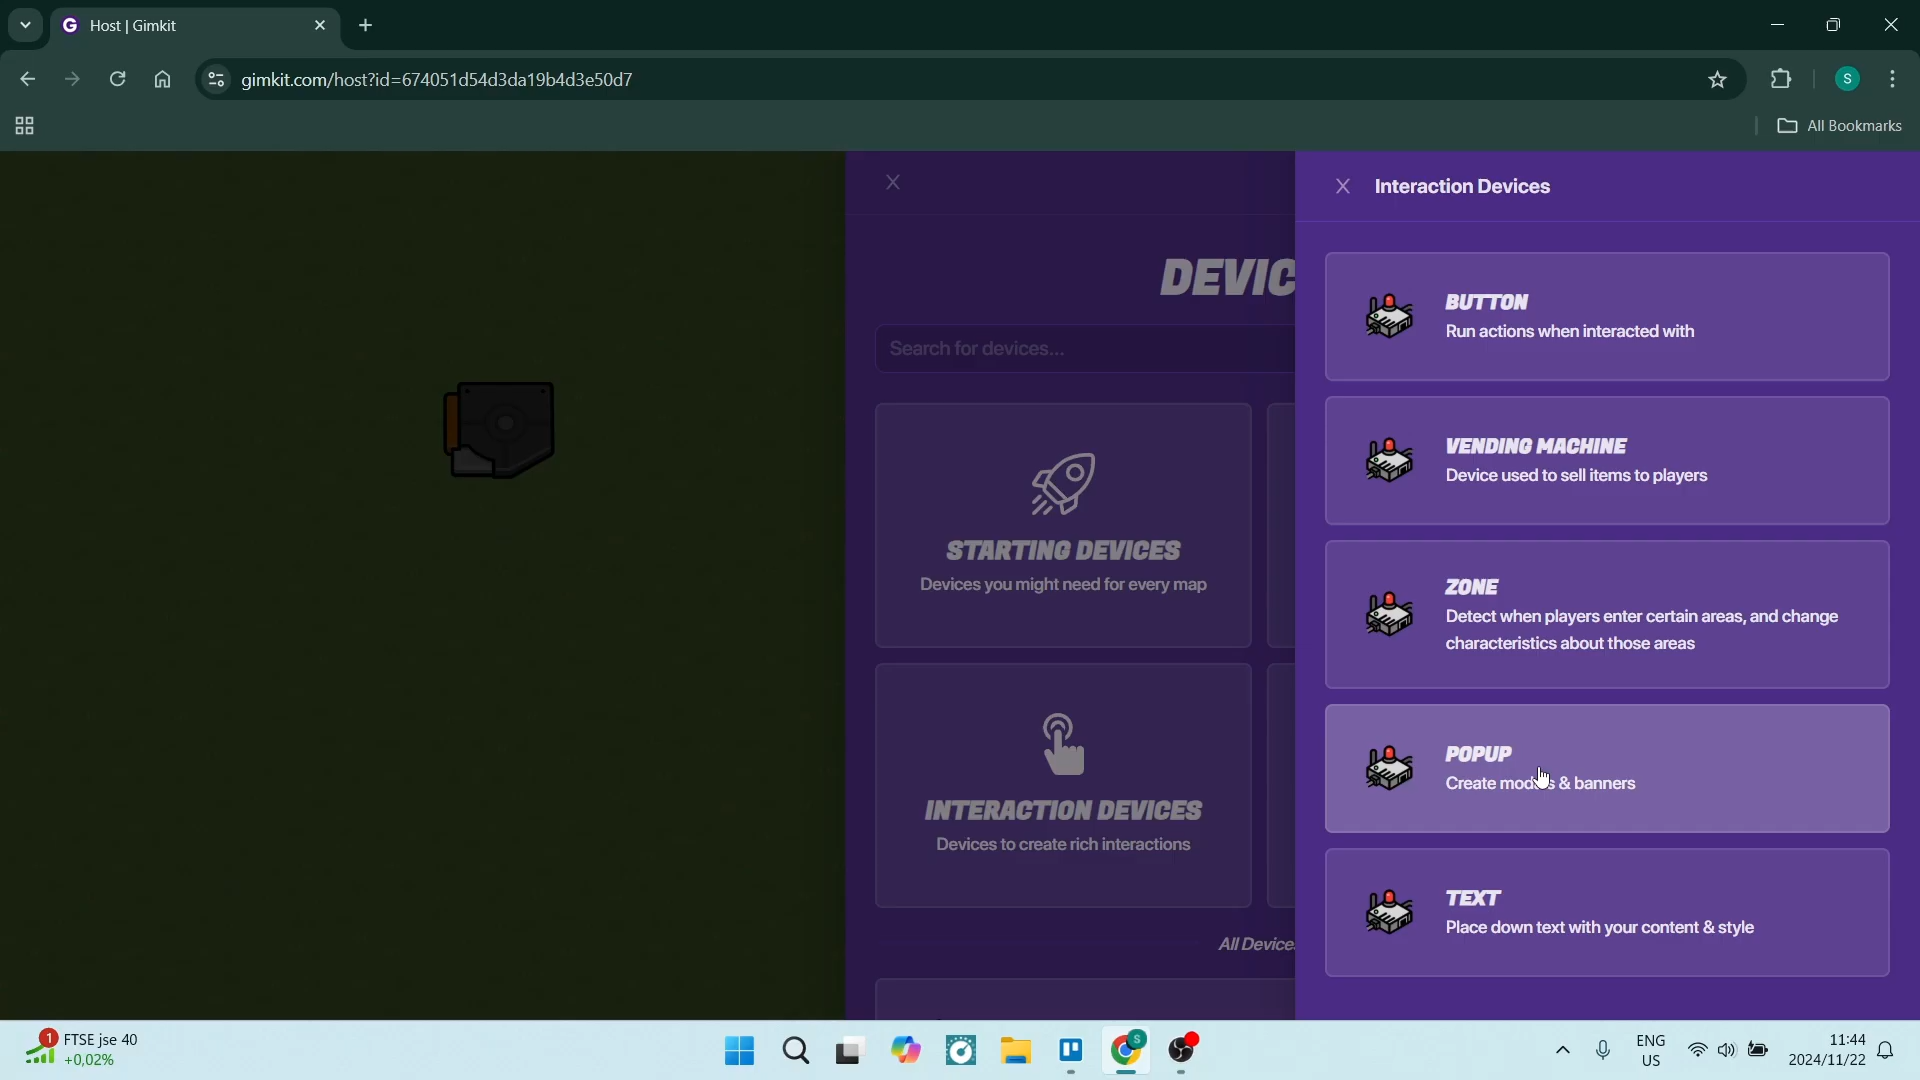 Host | Gimkit
gimkit.com/host?id=674051d54d3da19b4d3e50d7
S
All Bookmarks
Interaction Devices
DEVIC
Search for devices...
STARTING DEVICES
Devices you might need for every map
INTERACTION DEVICES
Devices to create rich interactions
All Device
BUTTON
Run actions when interacted with
VENDING MACHINE
Device used to sell items to players
ZONE
Detect when players enter certain areas, and change
characteristics about those areas
POPUP
Create mod s & banners
TEXT
Place down text with your content & style
1
FTSE jse 40
+0,02%
S
ENG
US
11:44
2024/11/22